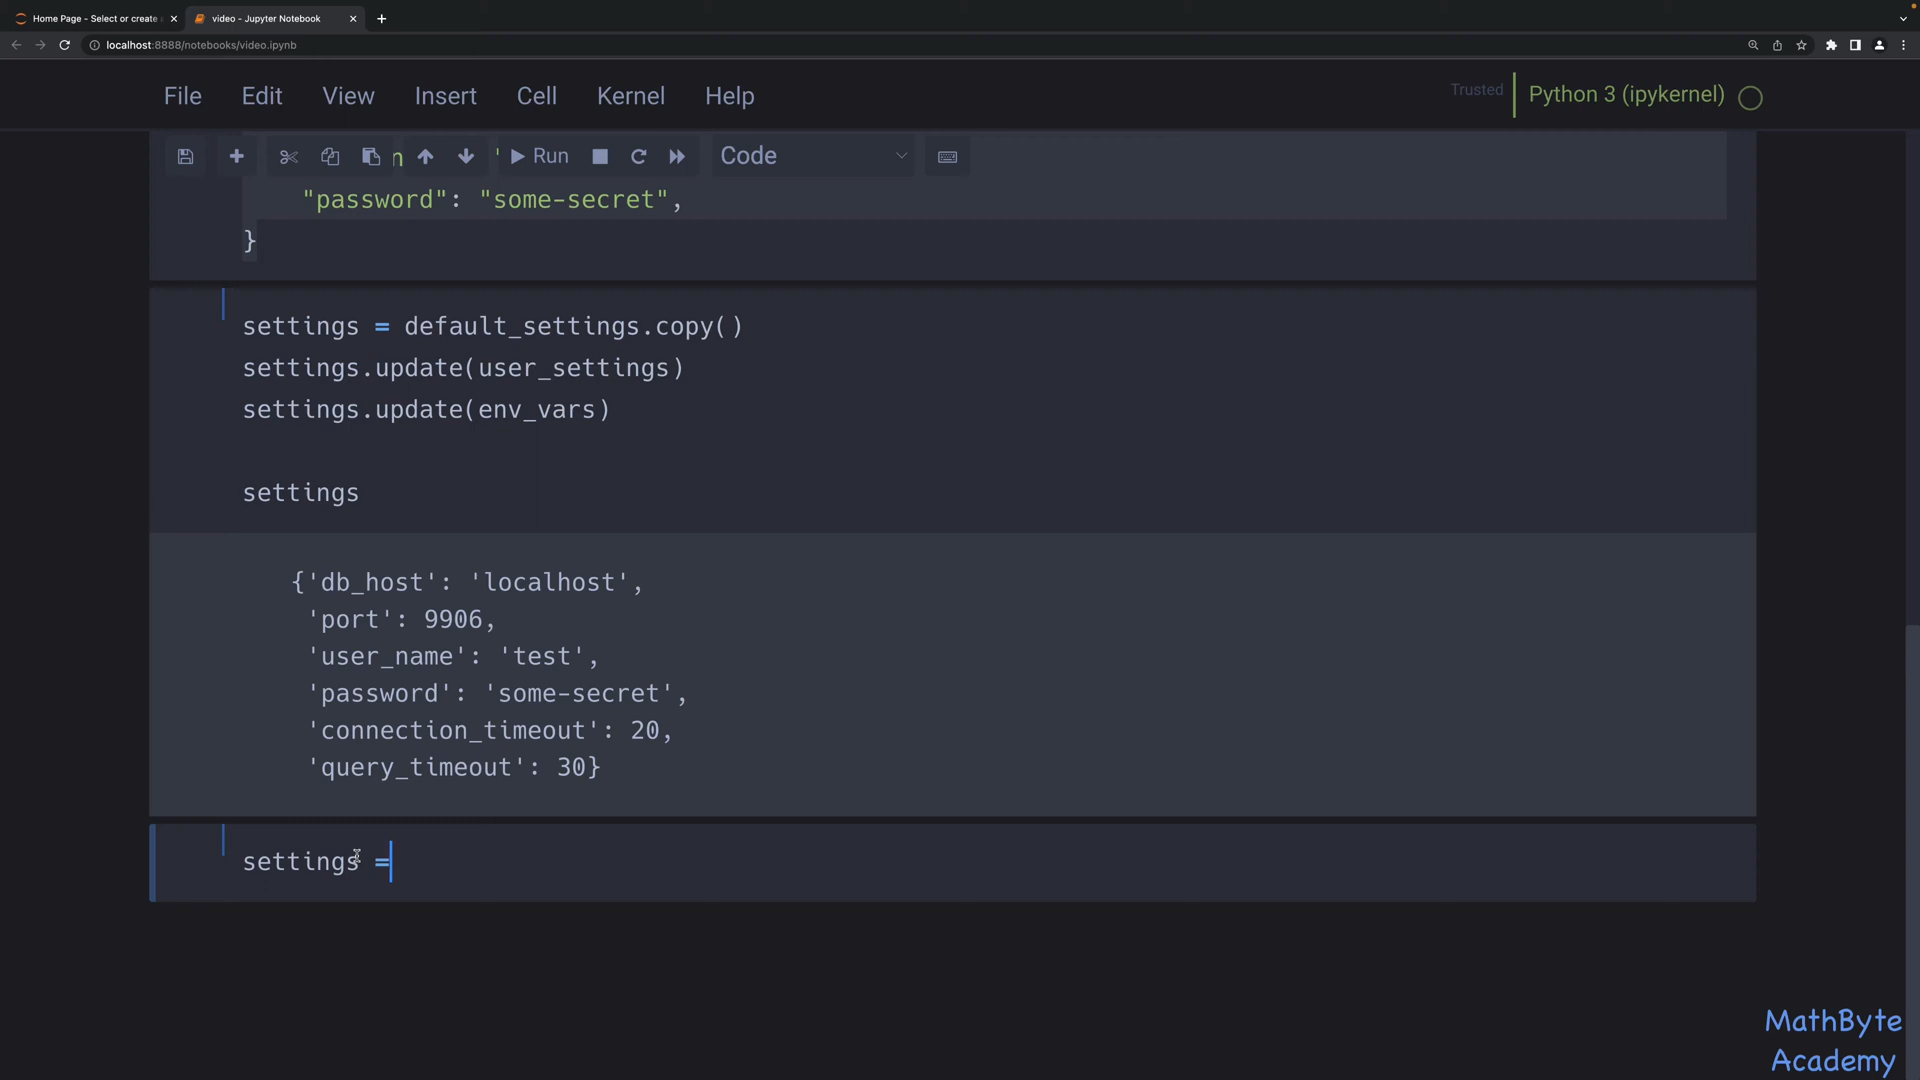 Home Page - Select or create
video - Jupyter Notebook
localhost:8888/notebooks/video.ipynb
File Edit View Insert Cell Kernel Help
Trusted
Python 3 (ipykernel)
Run
Code
"password": "some-secret",
}
settings = default_settings.copy()
settings.update(user_settings)
settings.update(env_vars)
settings
{'db_host': 'localhost',
'port': 9906,
'user_name': 'test',
'password': 'some-secret',
'connection_timeout': 20,
'query_timeout': 30}
settings =
MathByte
Academy